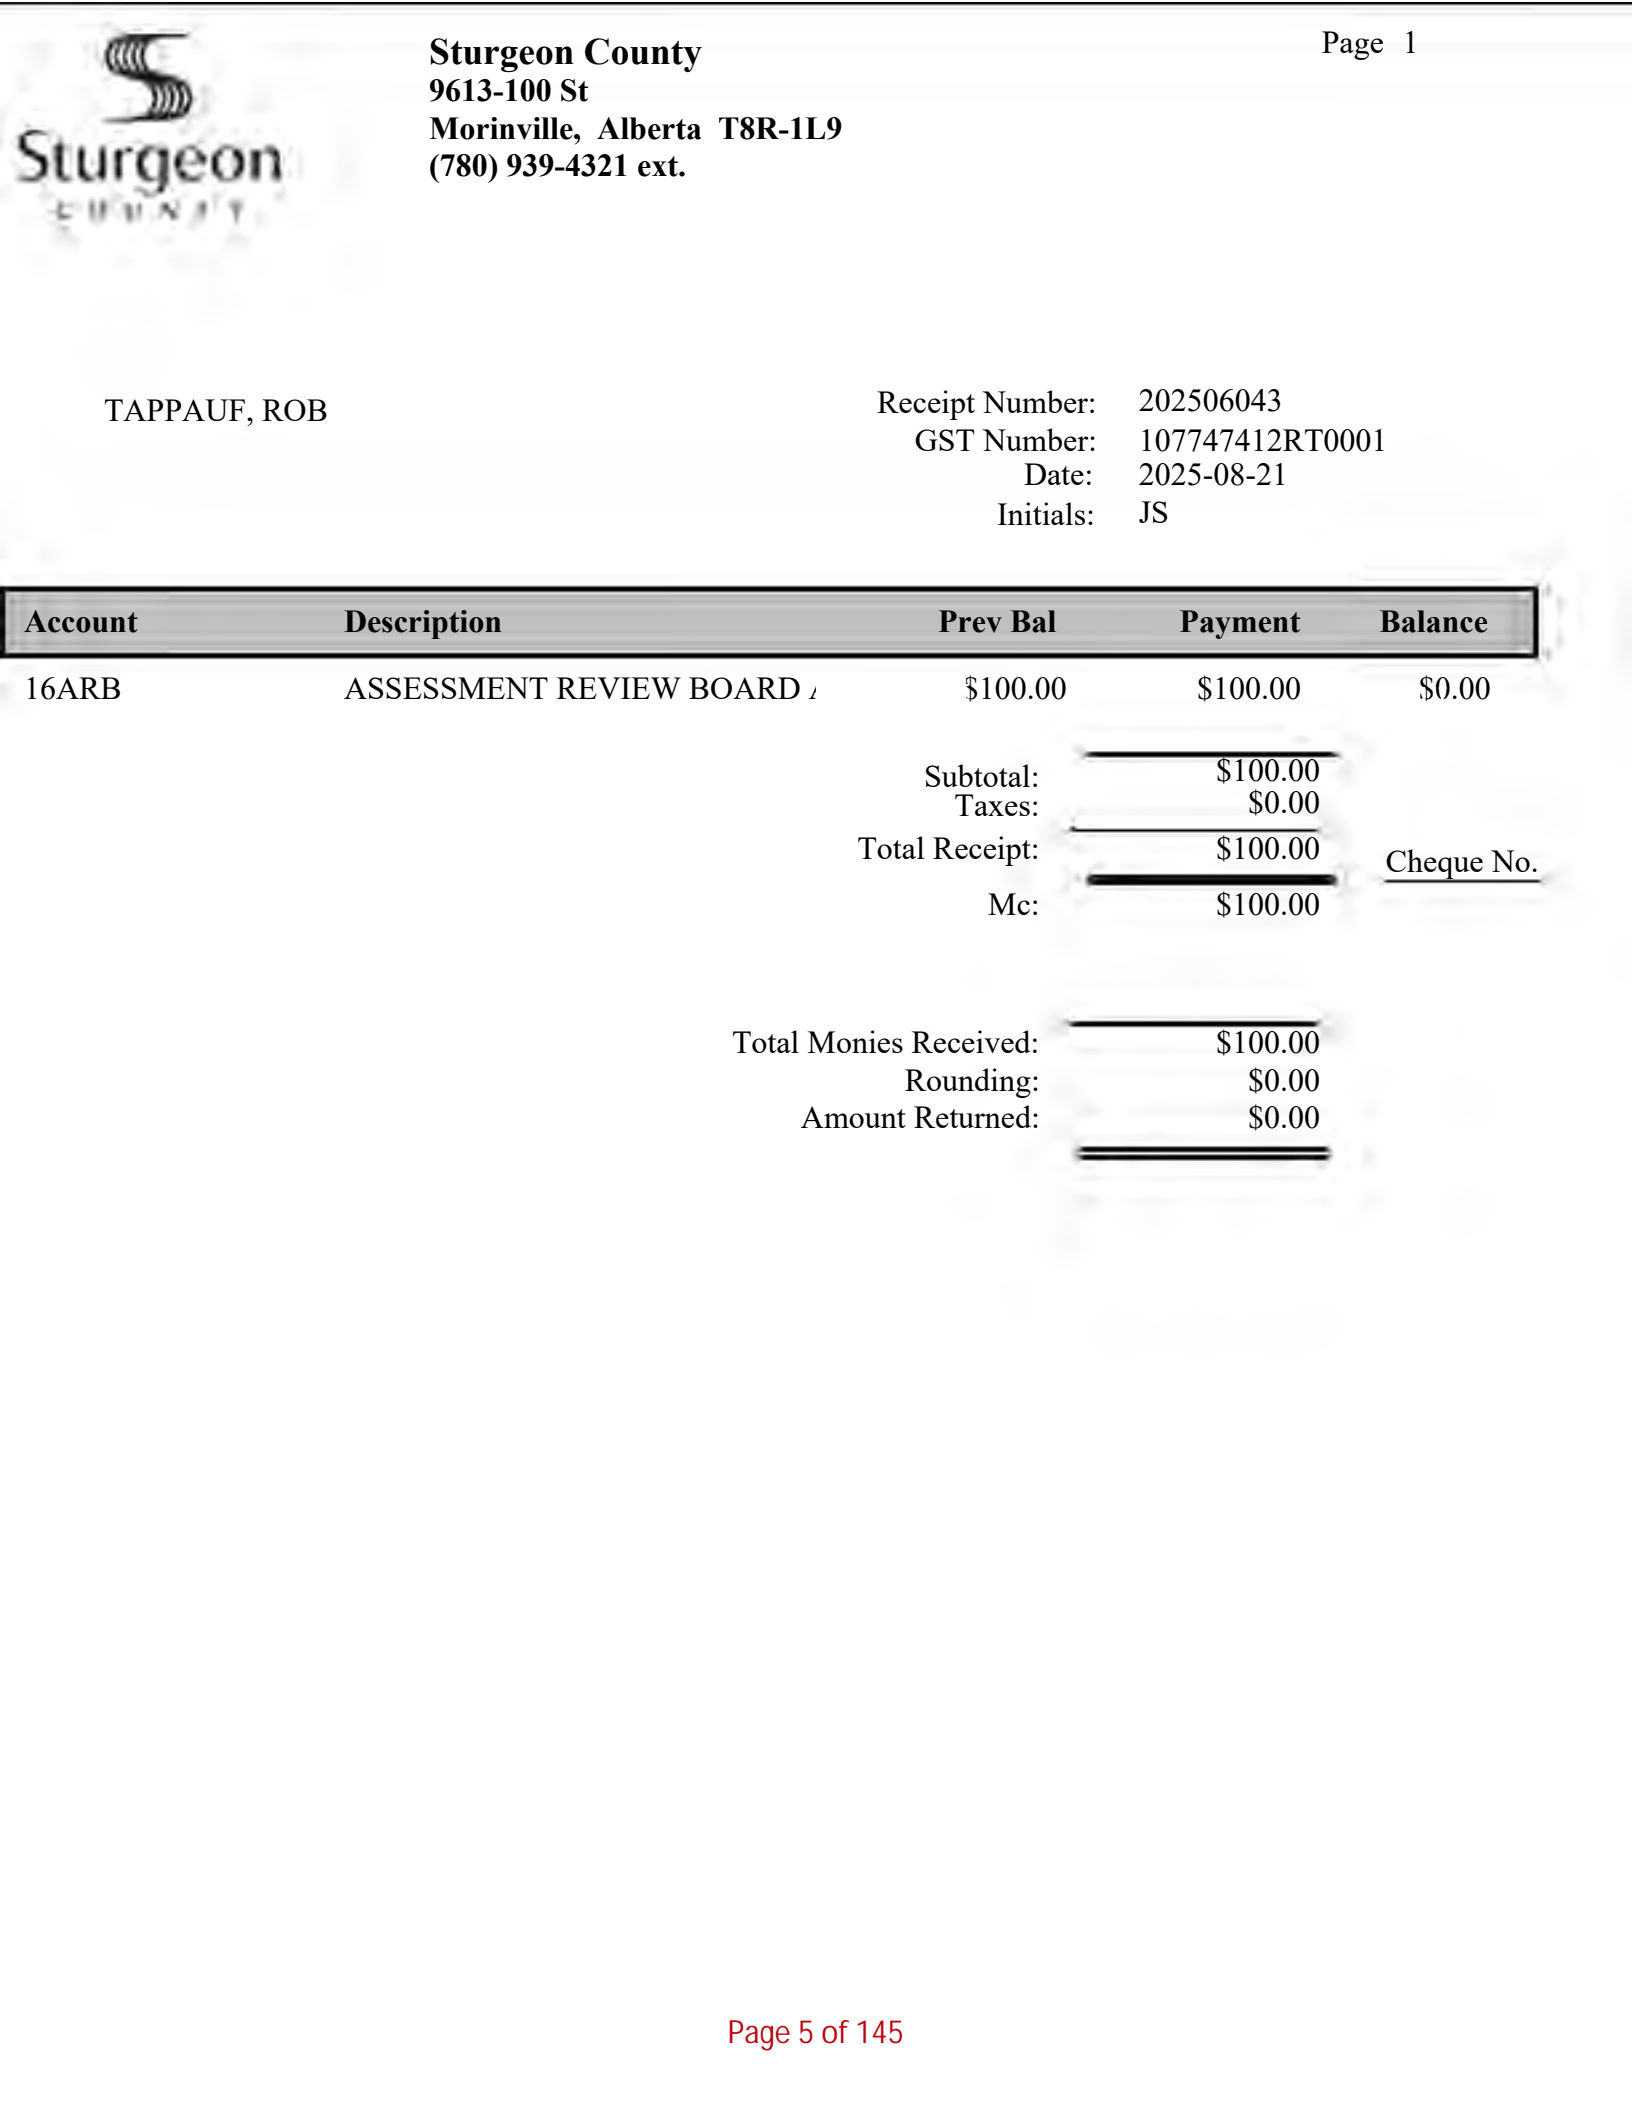 Sturgeon
COUNTY
Sturgeon County
9613-100 St
Morinville, Alberta T8R-1L9
(780) 939-4321 ext.
Page 1
TAPPAUF, ROB
Receipt Number: 202506043
GST Number: 107747412RT0001
Date: 2025-08-21
Initials: JS
Account Description Prev Bal Payment Balance
16ARB ASSESSMENT REVIEW BOARD $100.00 $100.00 $0.00
Subtotal: $100.00
Taxes: $0.00
Total Receipt: $100.00
Cheque No.
Mc: $100.00
Total Monies Received: $100.00
Rounding: $0.00
Amount Returned: $0.00
Page 5 of 145